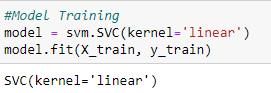 #Model Training
model = svm.SVC(kernel='linear')
model.fit(X_train, y_train)
SVC(kernel='linear')